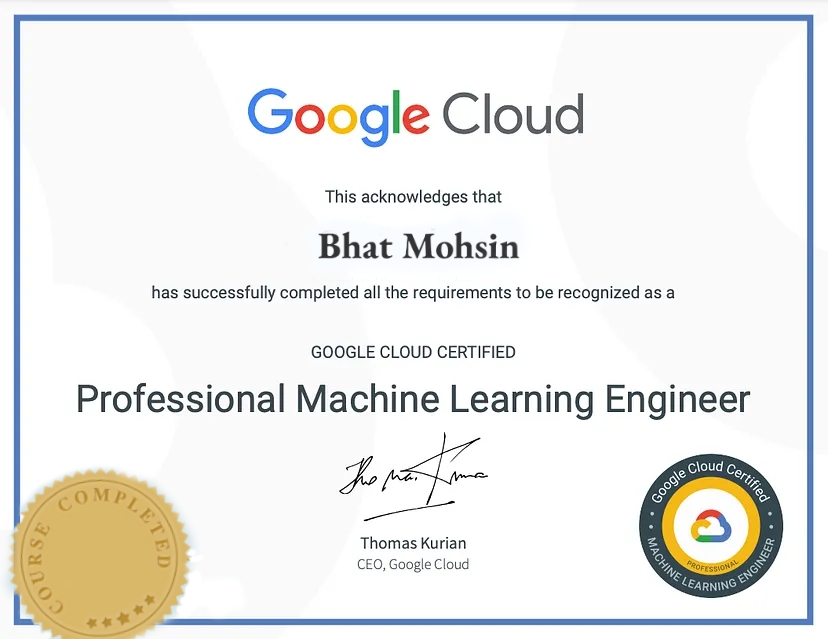 Google Cloud
This acknowledges that
Bhat Mohsin
has successfully completed all the requirements to be recognized as a
GOOGLE CLOUD CERTIFIED
Professional Machine Learning Engineer
Thomas Kurian
Thomas Kurian
CEO, Google Cloud
COURSE COMPLETED
Google Cloud Certified
PROFESSIONAL
MACHINE LEARNING ENGINEER